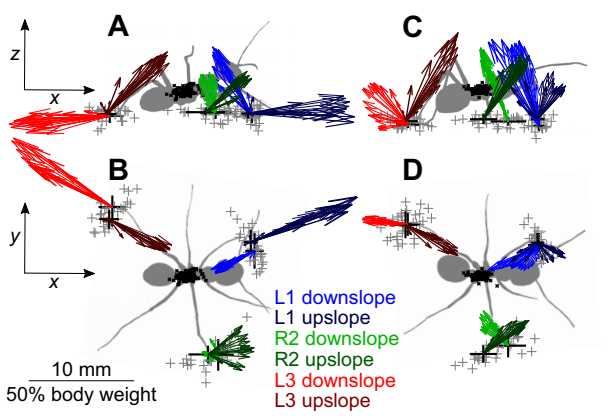 A
C
z
x
B
D
y
x
L1 downslope
L1 upslope
R2 downslope
R2 upslope
L3 downslope
L3 upslope
10 mm
50% body weight